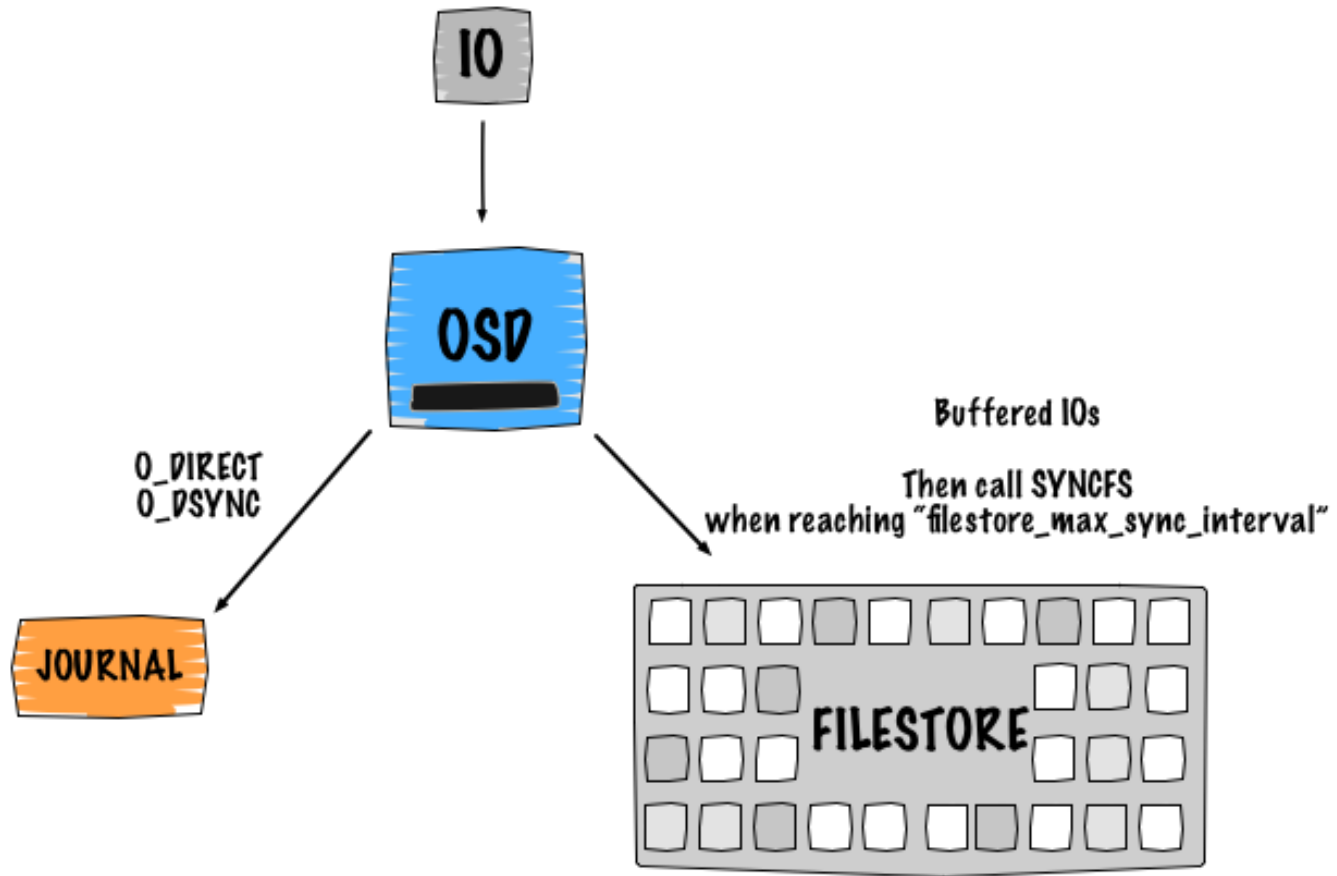 IO
OSD
O_DIRECT
O_DSYNC
Buffered IOs
Then call SYNCFS
when reaching "filestore_max_sync_interval"
JOURNAL
FILESTORE